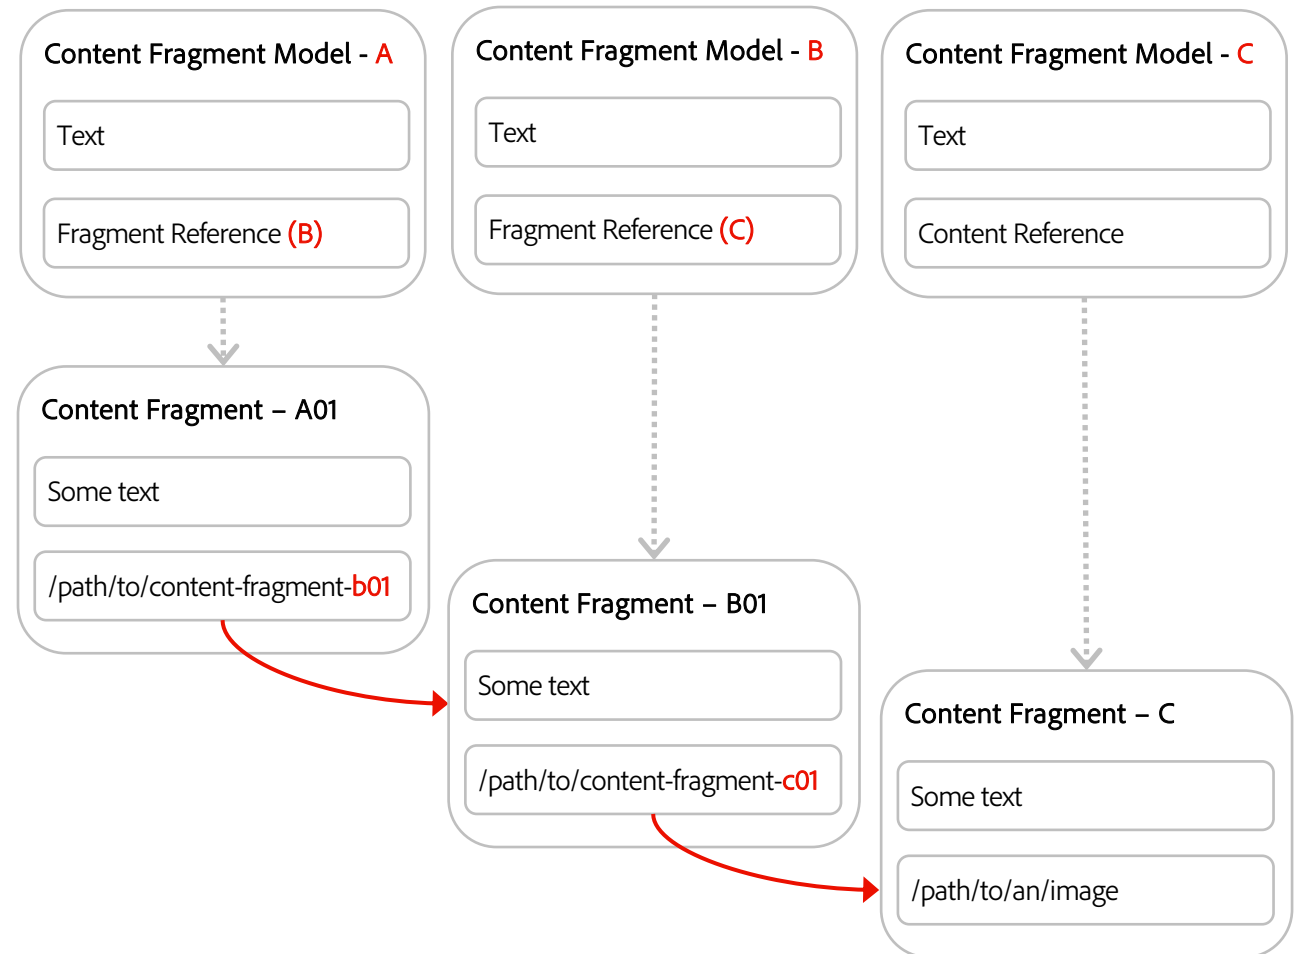 Content Fragment Model - A
Text
Fragment Reference (B)
Content Fragment Model - B
Text
Fragment Reference (C)
Content Fragment Model - C
Text
Content Reference
Content Fragment – A01
Some text
/path/to/content-fragment-b01
Content Fragment – B01
Some text
/path/to/content-fragment-c01
Content Fragment – C
Some text
/path/to/an/image